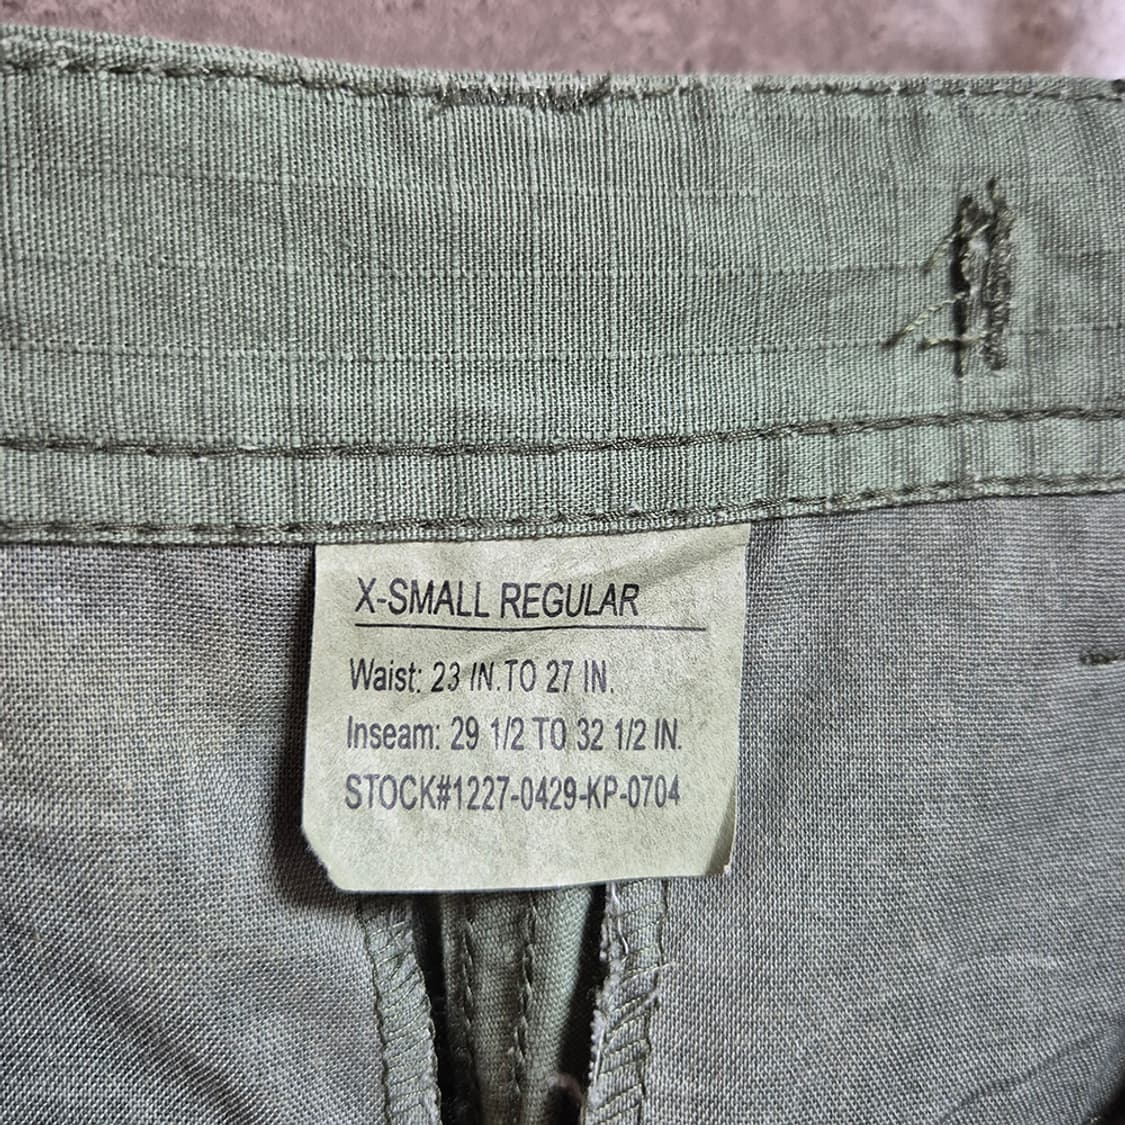 X-SMALL REGULAR
Waist: 23 IN.TO 27 IN.
Inseam: 29 1/2 TO 32 1/2 IN.
STOCK#1227-0429-KP-0704